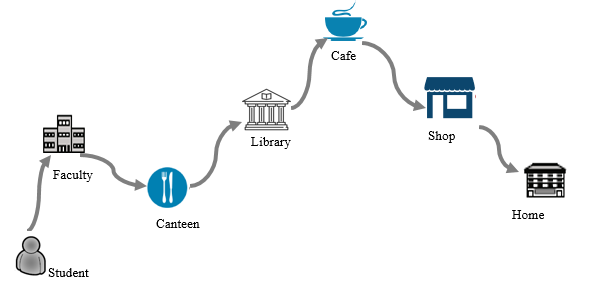 Cafe
Shop
Library
Faculty
Home
Canteen
Student